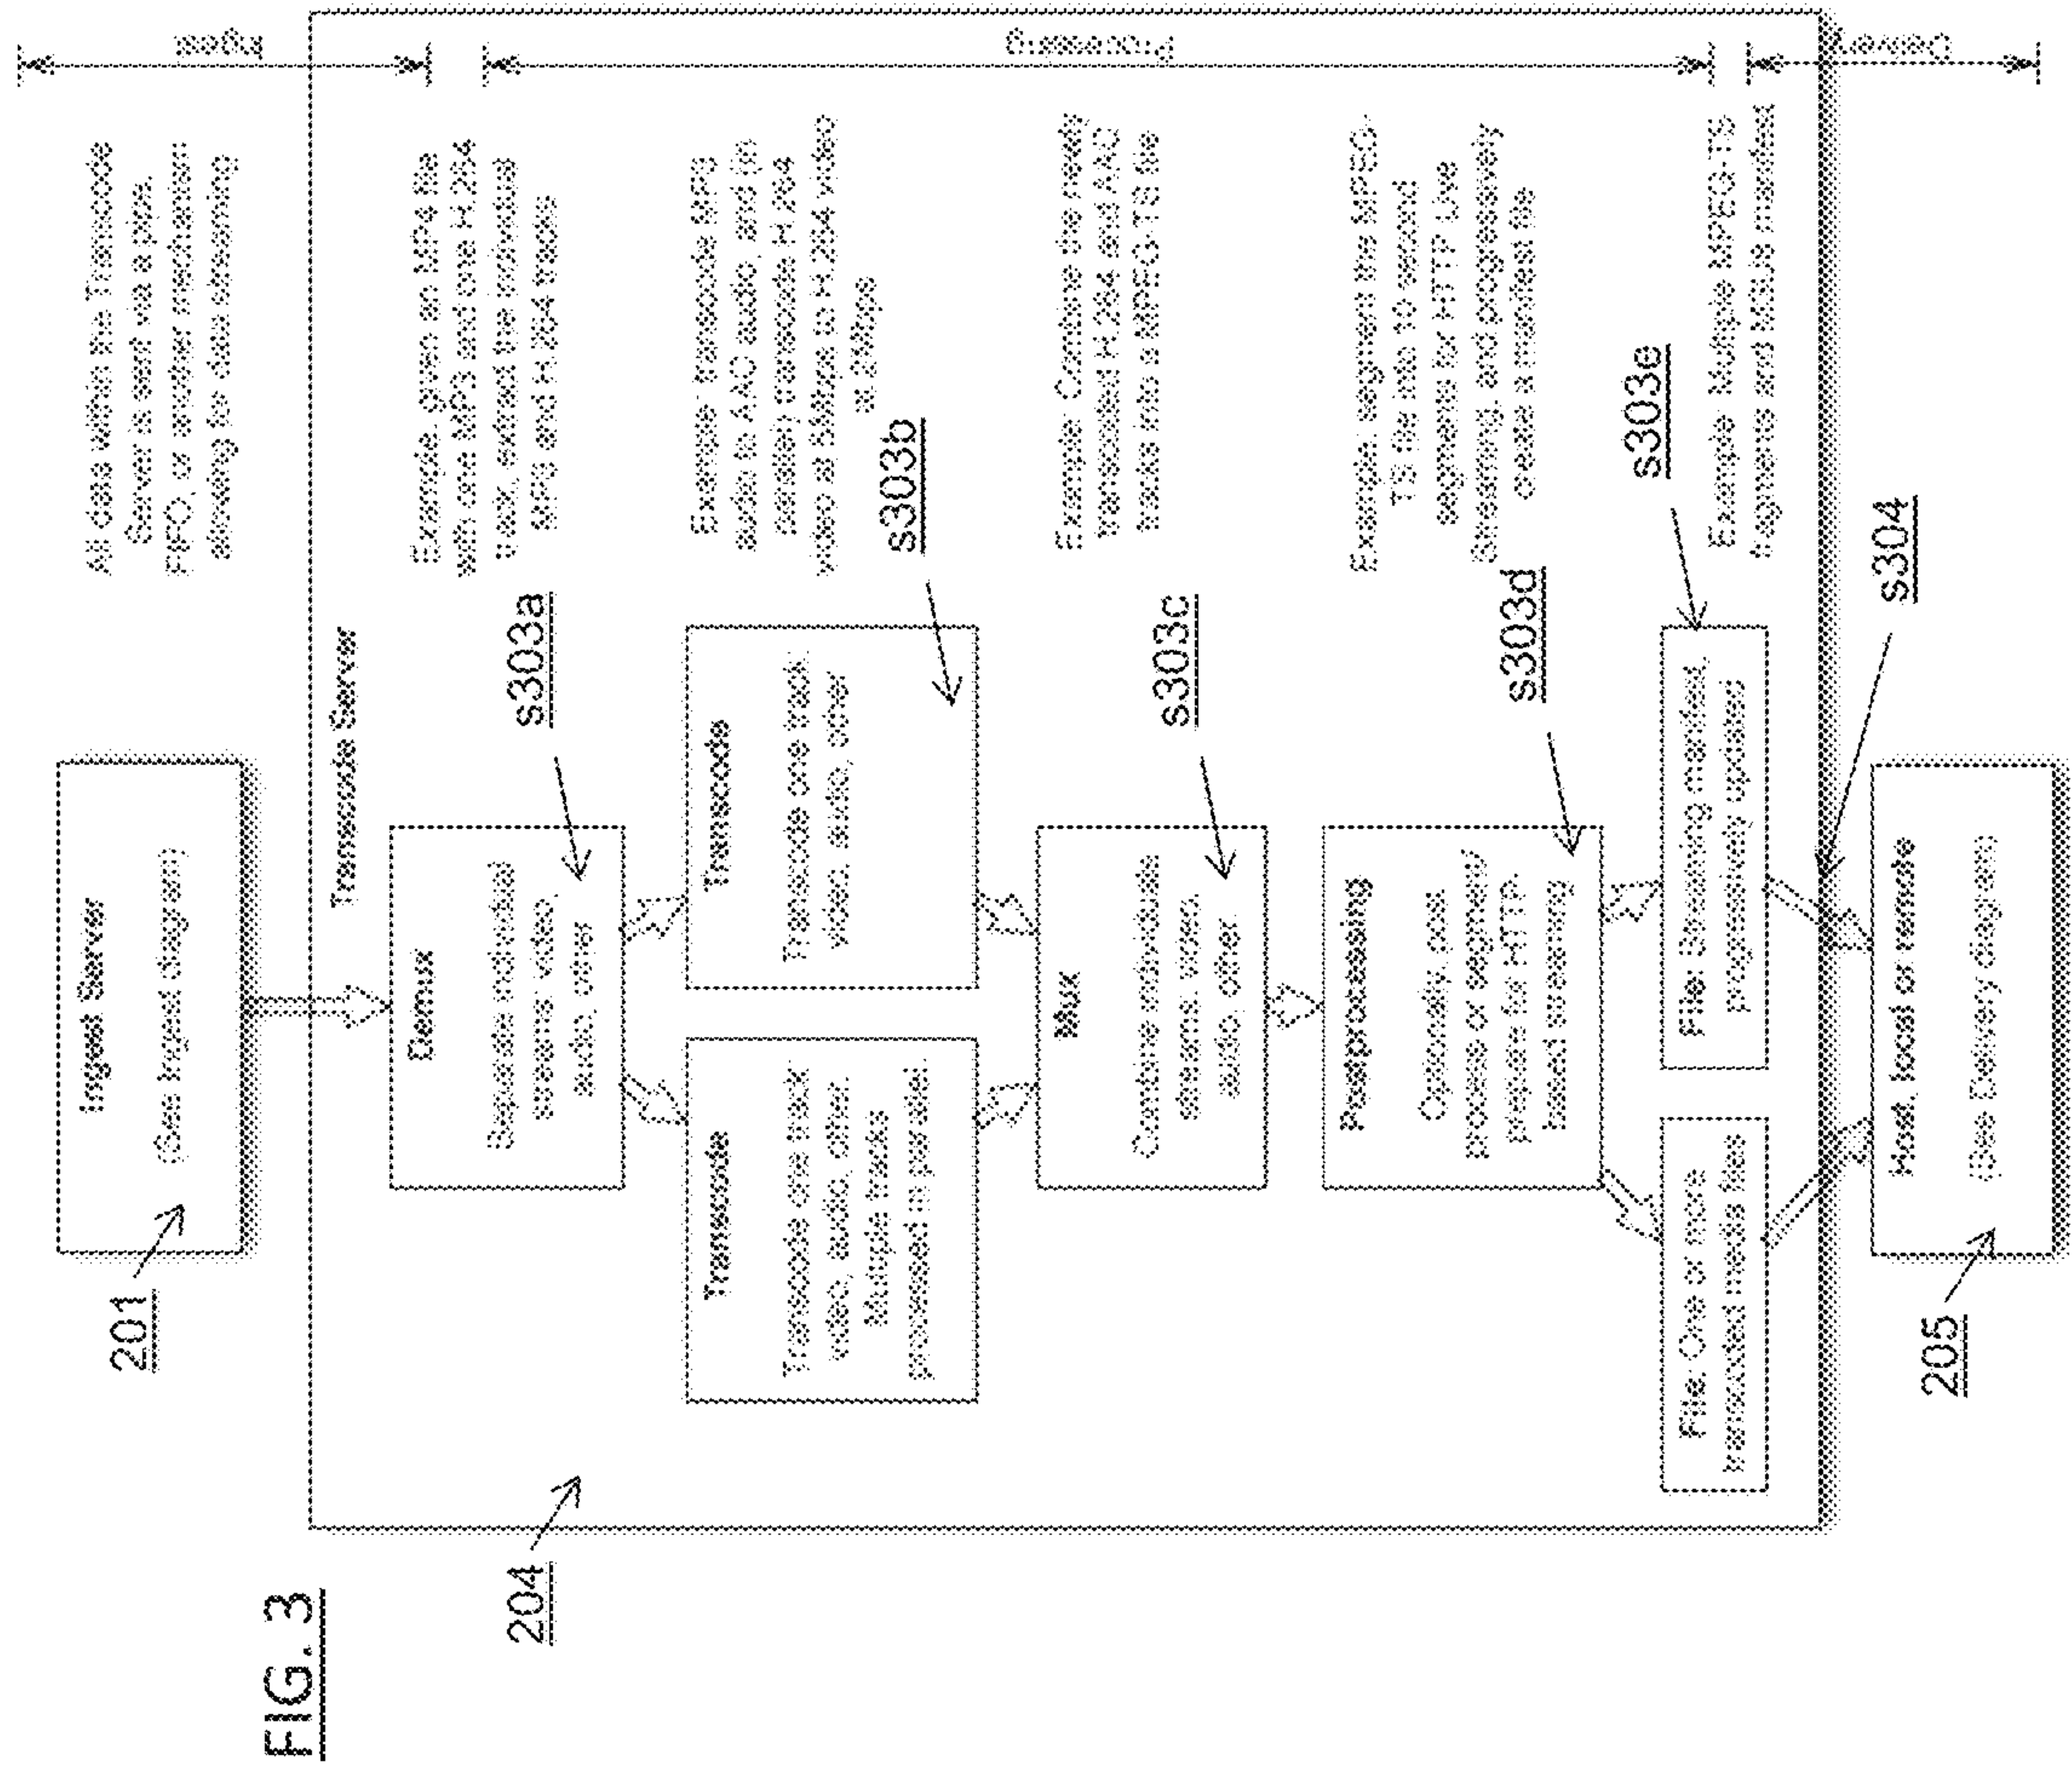 FIG. 3
201
Ingest Server
(See Ingest diagram)
All data within the Transcode
Server is sent via a pipe,
FIFO, or another mechanism
allowing for data streaming
Ingest
204
Transcode Server
Demux
Separate individual
streams: video,
audio, other
s303a
Example: given an MP4 file
with one MP3 and one H.264
track, extract the individual
MP3 and H.264 tracks
Processing
Transcode
Transcode one track:
video, audio, other.
Multiple tracks
processed in parallel
Transcode
Transcode one track:
video, audio, other
s303b
Example: transcode MP3
audio to AAC audio, and (in
parallel) transcode H.264
video at
to H.264 video
at 2Mbps
Mux
Combine individual
streams: video,
audio, other.
s303c
Example: Combine the newly
transcoded H.264 and AAC
tracks into a MPEG-TS file
Postprocessing
Optionally, post
process or segment/
prepare for HTTP-
based streaming
s303d
Example: segment the MPEG-
TS file into 10 second
segments for HTTP Live
Streaming, and progressively
create a manifest file
File: One or more
transcoded media files
File: Streaming manifest,
progressively updated
s303e
Example: Multiple MPEG-TS
fragments and M3U8 manifest
s304
205
Host: local or remote
(See Delivery diagram)
Delivery